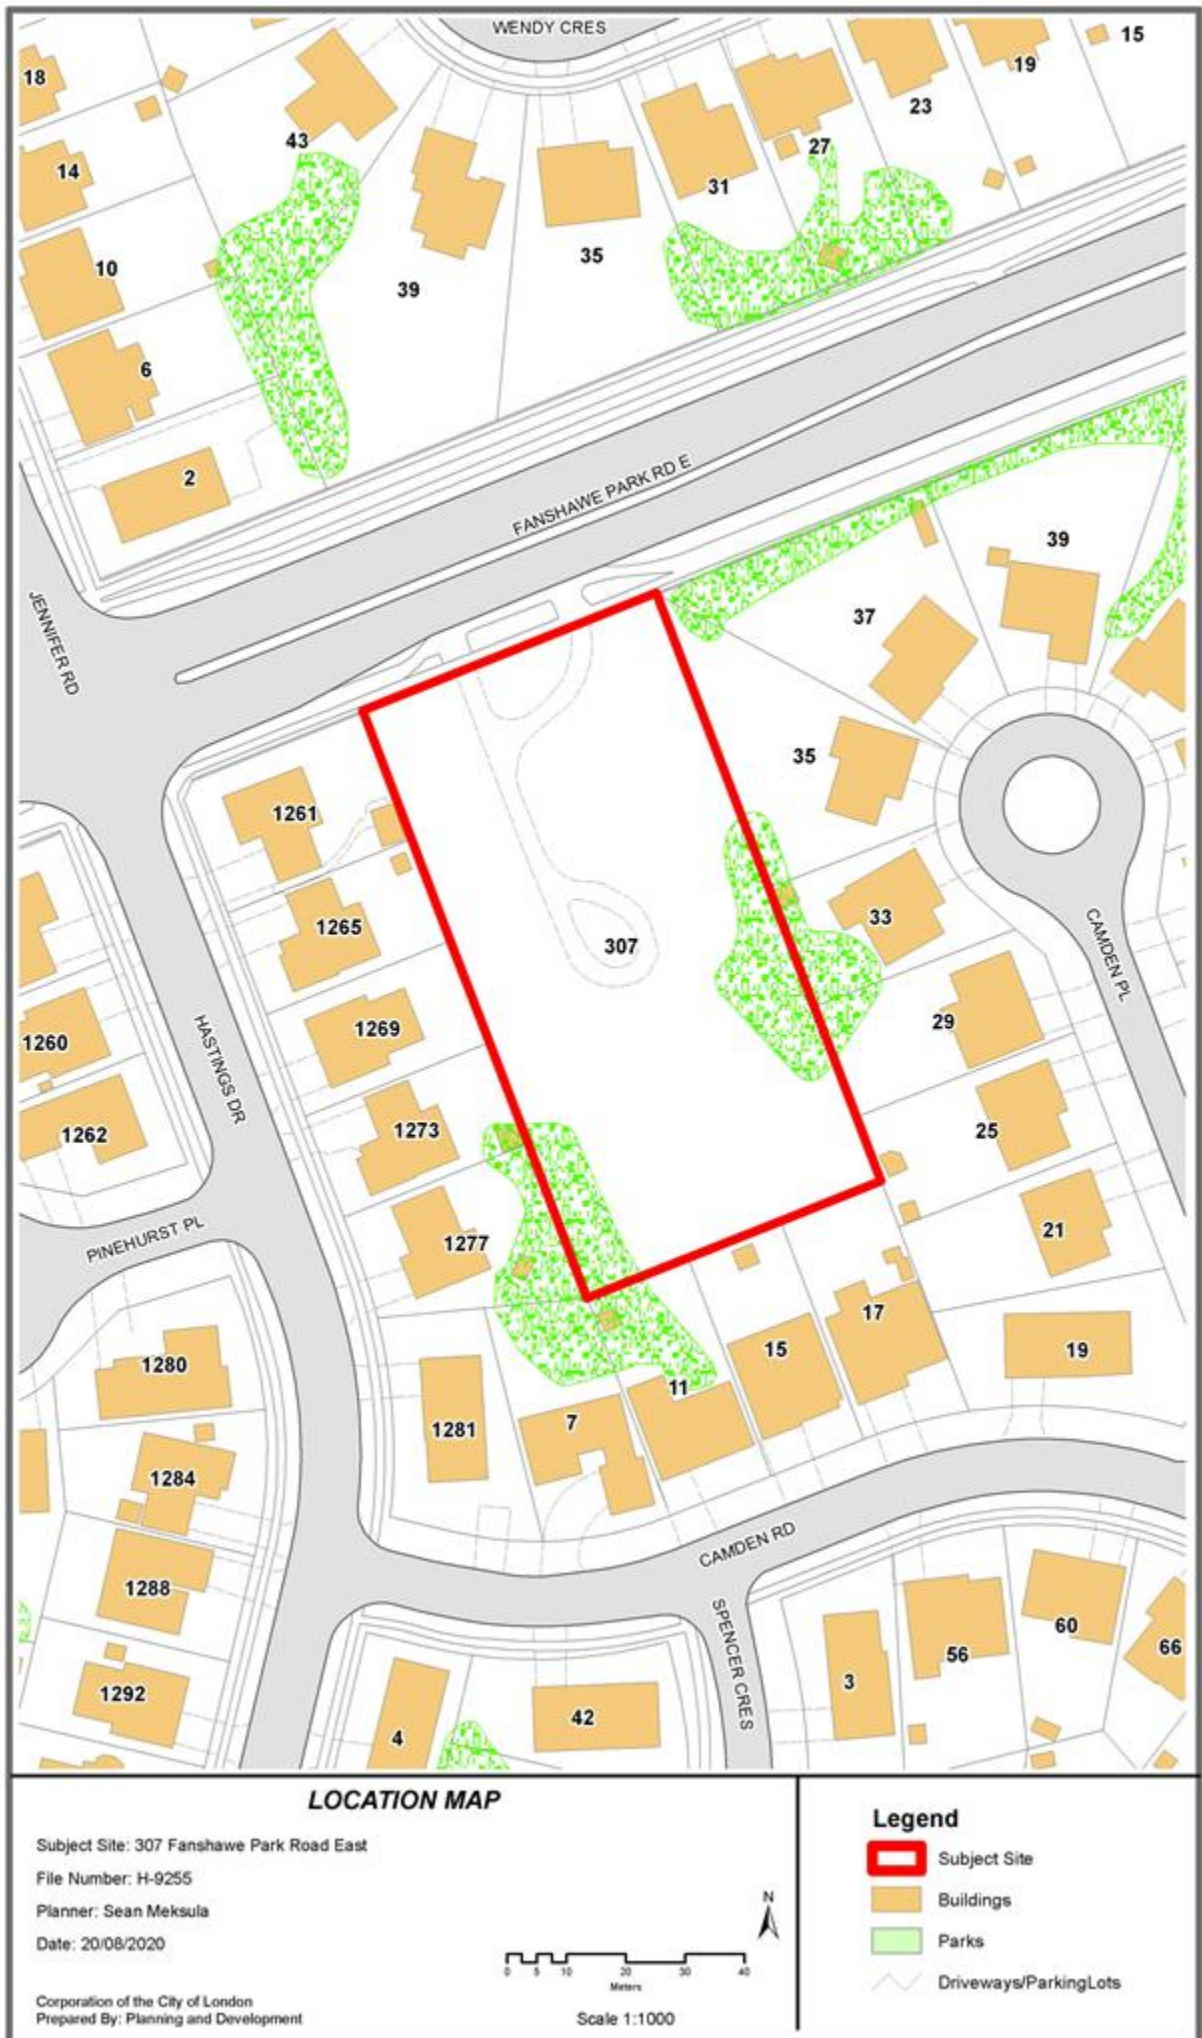 WENDY CRES
15
19
18
23
43
27
14
31
35
10
39
6
2
FANSHAWE PARK RD E
39
37
JENNIFER RD
35
1261
33
1265
307
CAMDEN PL
29
1269
1260
HASTINGS DR
25
1273
1262
21
PINEHURST PL
1277
17
15
19
1280
11
7
1281
1284
CAMDEN RD
1288
SPENCER CRES
60
66
56
3
1292
42
4
LOCATION MAP
Subject Site: 307 Fanshawe Park Road East
File Number: H-9255
Planner: Sean Meksula
Date: 20/08/2020
Corporation of the City of London
Prepared By: Planning and Development
N
0 5 10 20 30 40
Meters
Scale 1:1000
Legend
Subject Site
Buildings
Parks
Driveways/ParkingLots